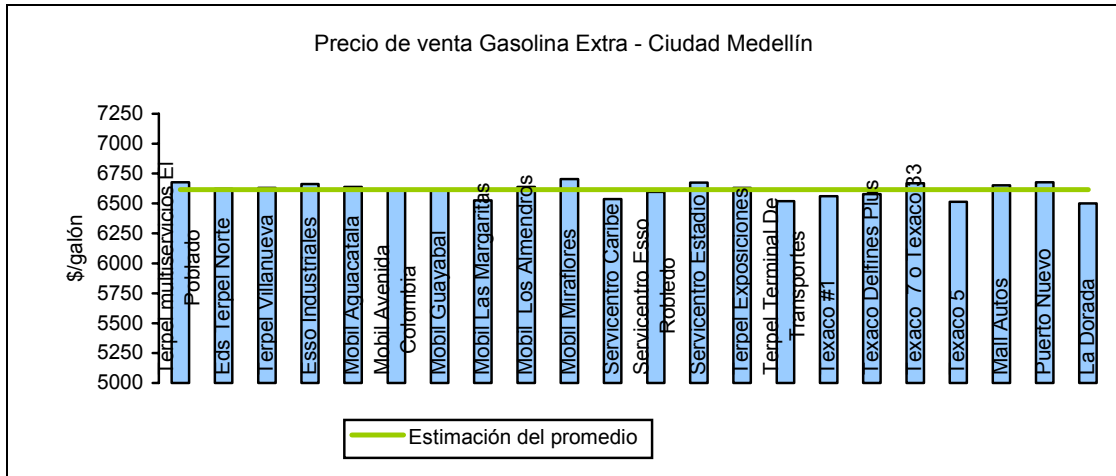 Precio de venta Gasolina Extra - Ciudad Medellín
$/galón
7250
7000
6750
6500
6250
6000
5750
5500
5250
5000
Terpel multiservicios El
Poblado
Eds Terpel Norte
Terpel Villanueva
Esso Industriales
Mobil Aguacatala
Mobil Avenida
Colombia
Mobil Guayabal
Mobil Las Margaritas
Mobil Los Almendros
Mobil Miraflores
Servicentro Caribe
Servicentro Esso
Robledo
Servicentro Estadio
Terpel Exposiciones
Terpel Terminal De
Transportes
Texaco #1
Texaco Delfines Plus
Texaco 7 o Texaco 33
Texaco 5
Mall Autos
Puerto Nuevo
La Dorada
Estimación del promedio